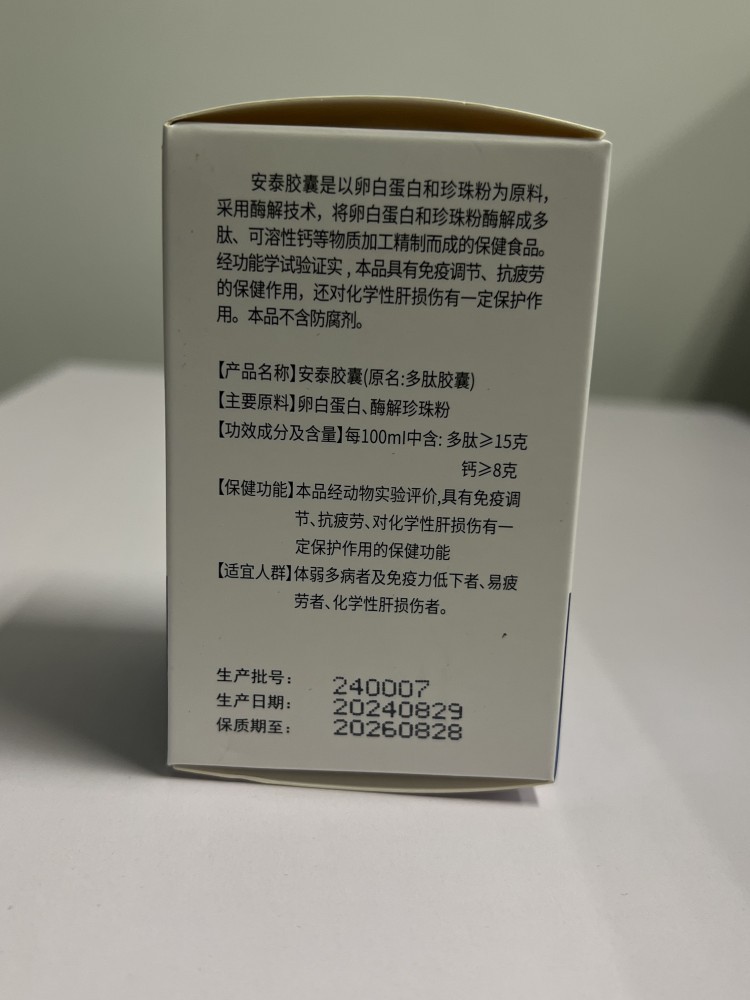 安泰胶囊是以卵白蛋白和珍珠粉为原料,
采用酶解技术，将卵白蛋白和珍珠粉酶解成多
肽、可溶性钙等物质加工精制而成的保健食品。
经功能学试验证实,本品具有免疫调节、抗疲劳
的保健作用，还对化学性肝损伤有一定保护作
用。本品不含防腐剂。
【产品名称】安泰胶囊(原名:多肽胶囊)
【主要原料】卵白蛋白、酶解珍珠粉
【功效成分及含量】每100ml中含: 多肽≥15克
钙≥8克
【保健功能】本品经动物实验评价,具有免疫调
节、抗疲劳、对化学性肝损伤有一
定保护作用的保健功能
【适宜人群】体弱多病者及免疫力低下者、易疲
劳者、化学性肝损伤者。
生产批号： 240007
生产日期： 20240829
保质期至： 20260828